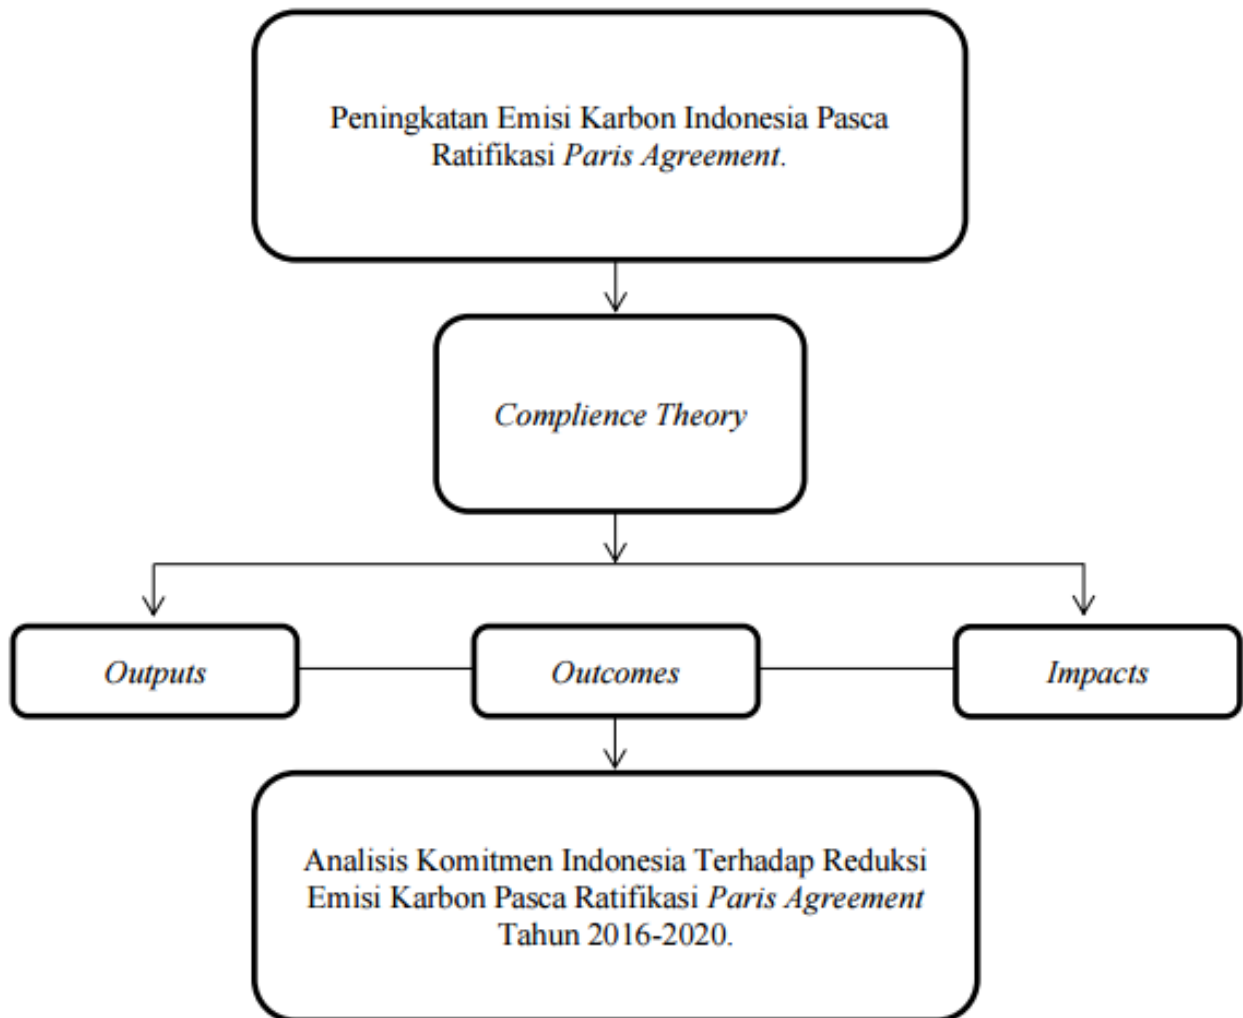 Peningkatan Emisi Karbon Indonesia Pasca
Ratifikasi Paris Agreement.
Complience Theory
Outputs
Outcomes
Impacts
Analisis Komitmen Indonesia Terhadap Reduksi
Emisi Karbon Pasca Ratifikasi Paris Agreement
Tahun 2016-2020.